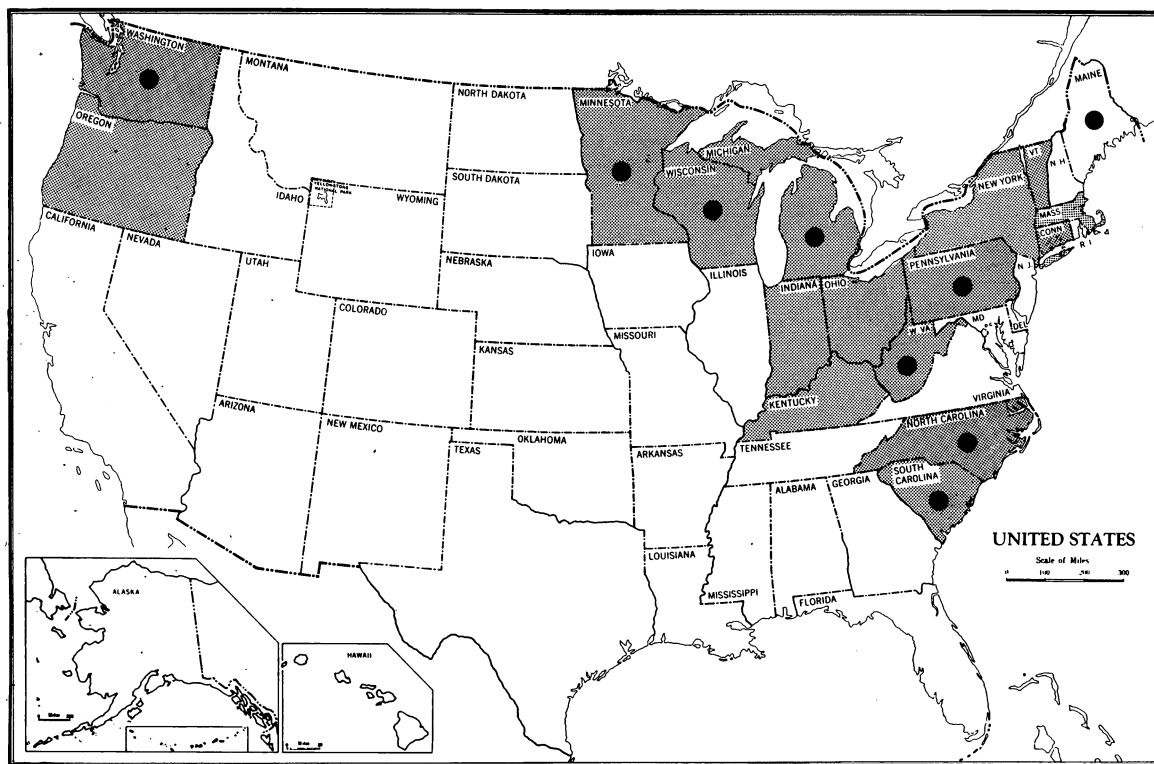 WASHINGTON
MONTANA
NORTH DAKOTA
MINNESOTA
MAINE
OREGON
MICHIGAN
VT.
N H
WISCONSIN
SOUTH DAKOTA
NEW YORK
YELLOWSTONE
NATIONAL PARK
IDAHO
WYOMING
MASS.
CONN.
R I
CALIFORNIA
NEVADA
IOWA
UTAH
NEBRASKA
ILLINOIS
INDIANA
OHIO
PENNSYLVANIA
N J.
COLORADO
MD
DEL
D C
W. VA.
MISSOURI
KANSAS
KENTUCKY
VIRGINIA
ARIZONA
NEW MEXICO
OKLAHOMA
TEXAS
ARKANSAS
TENNESSEE
NORTH CAROLINA
SOUTH
CAROLINA
ALABAMA
GEORGIA
LOUISIANA
MISSISSIPPI
FLORIDA
UNITED STATES
Scale of Miles
0 300
ALASKA
HAWAII